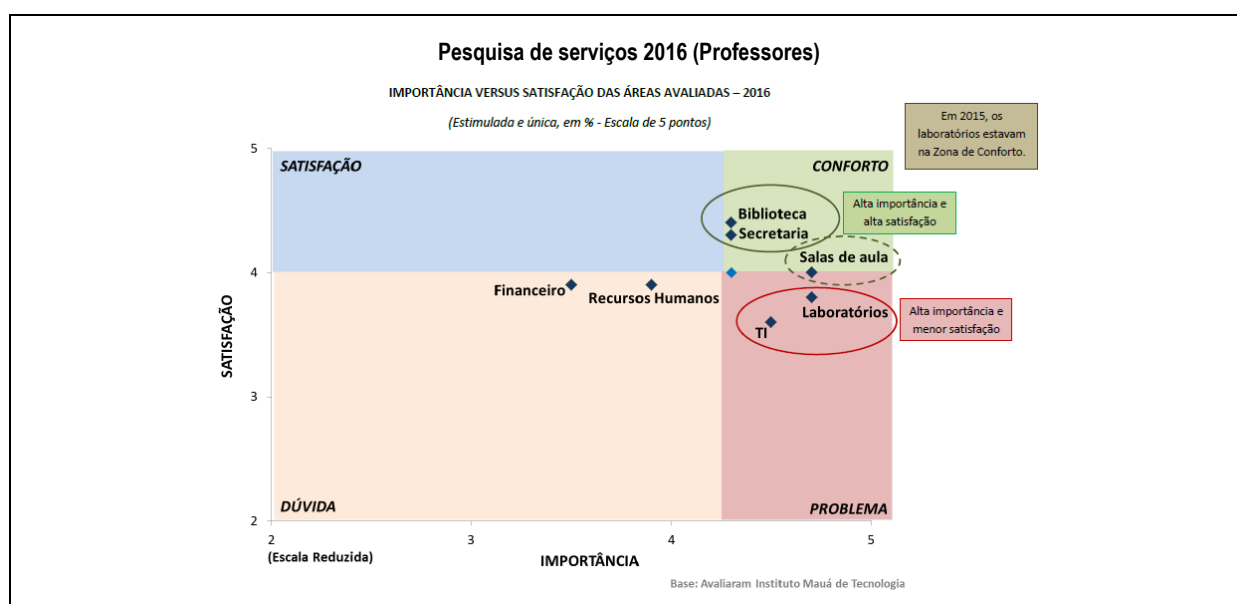 Pesquisa de serviços 2016 (Professores)
IMPORTÂNCIA VERSUS SATISFAÇÃO DAS ÁREAS AVALIADAS – 2016
(Estimulada e única, em % - Escala de 5 pontos)
Em 2015, os
laboratórios estavam
na Zona de Conforto.
5
SATISFAÇÃO
CONFORTO
Biblioteca
Secretaria
Alta importância e
alta satisfação
Salas de aula
4
Financeiro
Recursos Humanos
Laboratórios
TI
Alta importância e
menor satisfação
SATISFAÇÃO
3
DÚVIDA
PROBLEMA
2
2
3
4
5
(Escala Reduzida)
IMPORTÂNCIA
Base: Avaliaram Instituto Mauá de Tecnologia